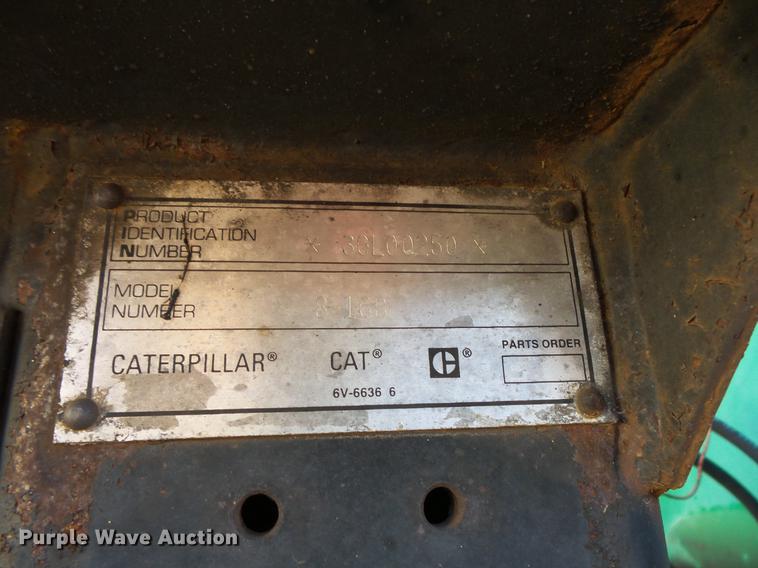 PRODUCT
IDENTIFICATION
NUMBER
MODEL
NUMBER
CATERPILLAR® CAT® C®
PARTS ORDER
6V-6636 6
Purple Wave Auction